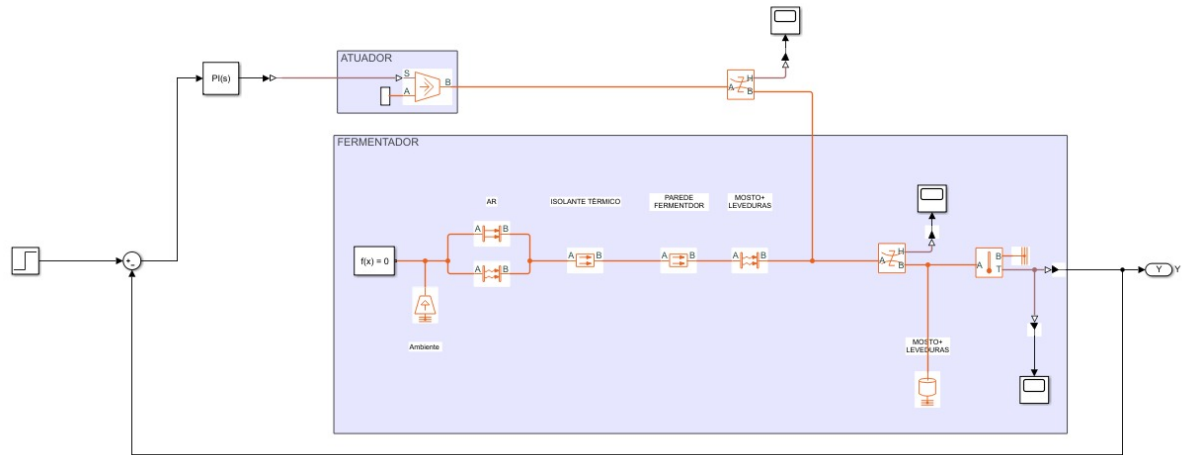 ATUADOR
PI(s)
S
A
B
A
H
B
FERMENTADOR
AR
ISOLANTE TÉRMICO
PAREDE
FERMENTDOR
MOSTO+
LEVEDURAS
f(x) = 0
A
B
A
B
A
B
A
B
A
B
A
H
B
A
B
T
Y
Y
Ambiente
MOSTO+
LEVEDURAS